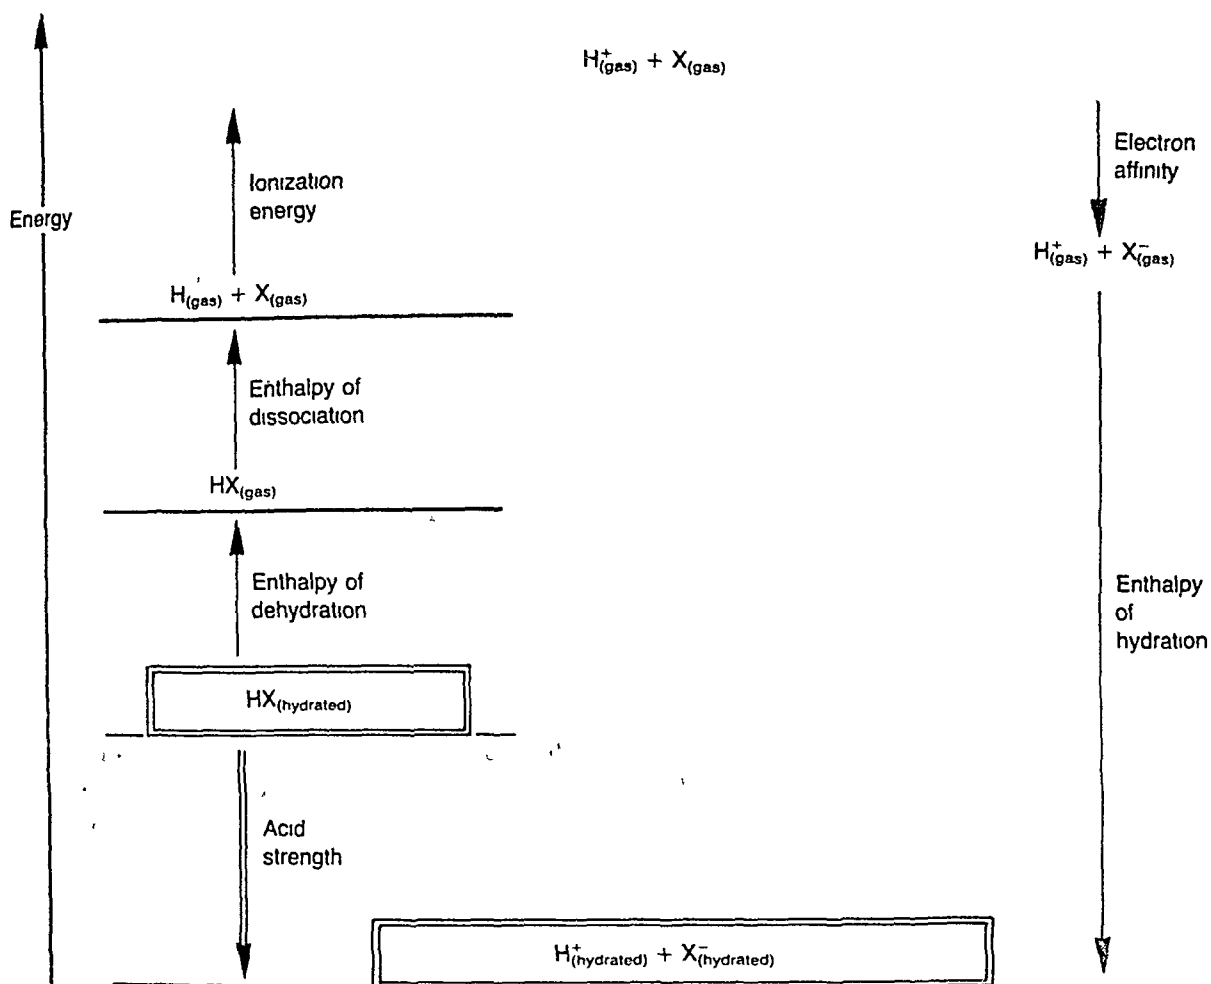 H⁺(gas) + X(gas)
Electron
affinity
Ionization
energy
Energy
H⁺(gas) + X⁻(gas)
H(gas) + X(gas)
Enthalpy of
dissociation
HX(gas)
Enthalpy of
dehydration
Enthalpy
of
hydration
HX(hydrated)
Acid
strength
H⁺(hydrated) + X⁻(hydrated)